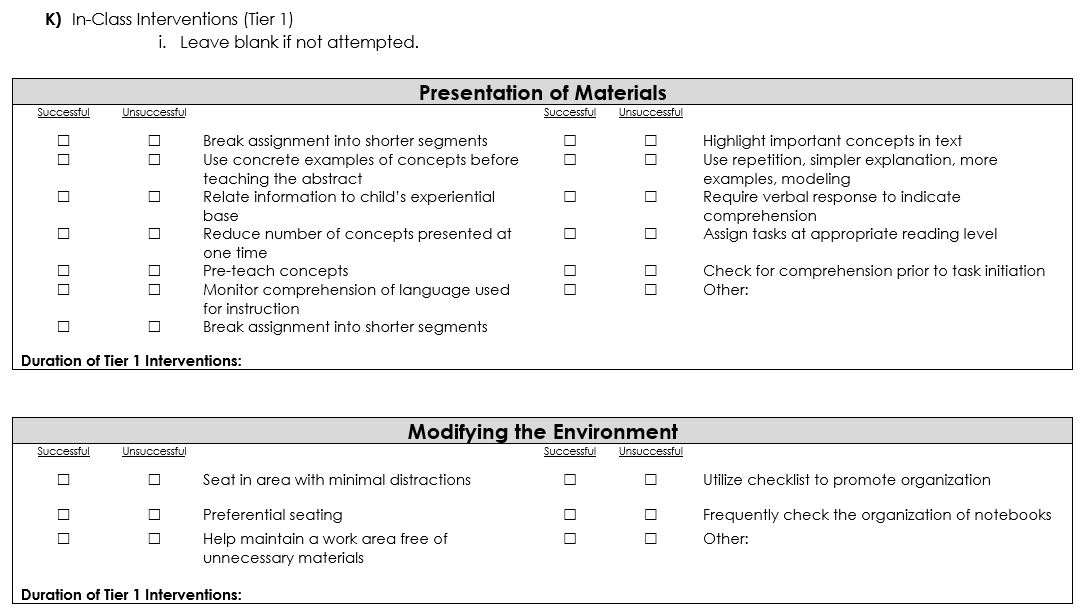 K) In-Class Interventions (Tier 1)
i. Leave blank if not attempted.
Presentation of Materials
Successful Unsuccessful Successful Unsuccessful
☐ ☐ Break assignment into shorter segments ☐ ☐ Highlight important concepts in text
☐ ☐ Use concrete examples of concepts before ☐ ☐ Use repetition, simpler explanation, more
teaching the abstract examples, modeling
☐ ☐ Relate information to child’s experiential ☐ ☐ Require verbal response to indicate
base comprehension
☐ ☐ Reduce number of concepts presented at ☐ ☐ Assign tasks at appropriate reading level
one time
☐ ☐ Pre-teach concepts ☐ ☐ Check for comprehension prior to task initiation
☐ ☐ Monitor comprehension of language used ☐ ☐ Other:
for instruction
☐ ☐ Break assignment into shorter segments
Duration of Tier 1 Interventions:
Modifying the Environment
Successful Unsuccessful Successful Unsuccessful
☐ ☐ Seat in area with minimal distractions ☐ ☐ Utilize checklist to promote organization
☐ ☐ Preferential seating ☐ ☐ Frequently check the organization of notebooks
☐ ☐ Help maintain a work area free of ☐ ☐ Other:
unnecessary materials
Duration of Tier 1 Interventions: